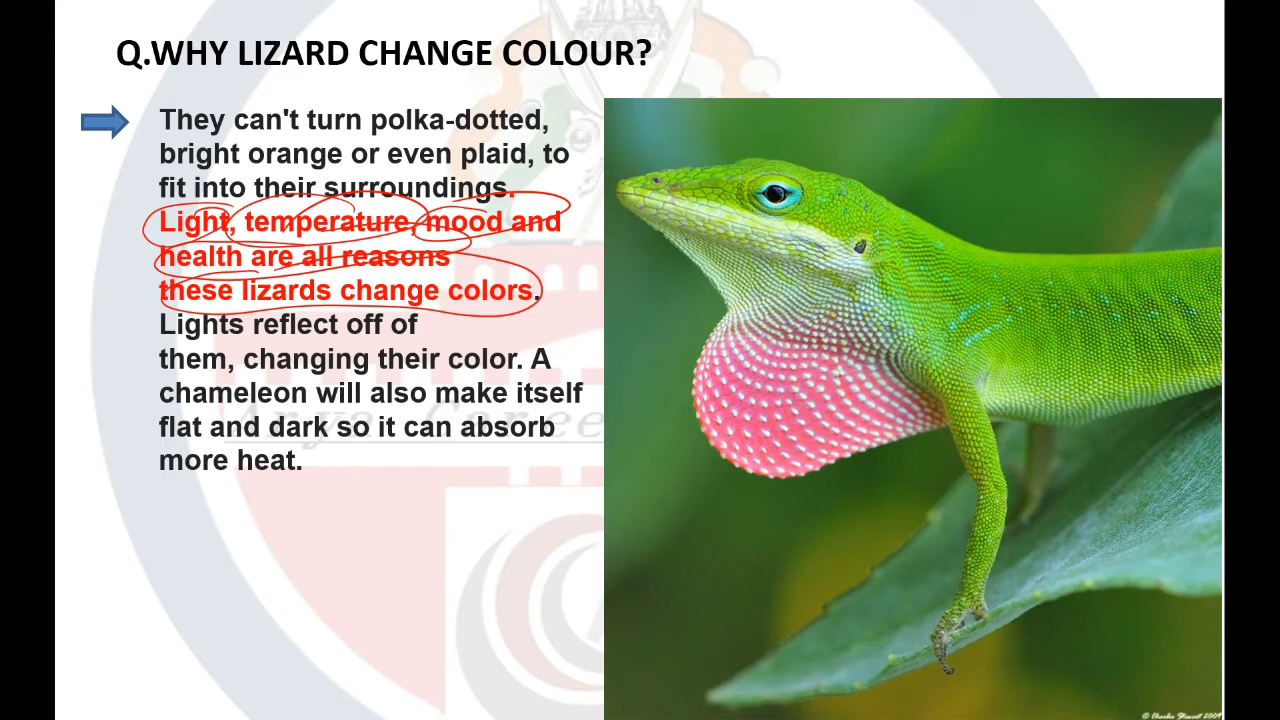 Q.WHY LIZARD CHANGE COLOUR?
They can't turn polka-dotted,
bright orange or even plaid, to
fit into their surroundings.
Light, temperature, mood and
health are all reasons
these lizards change colors.
Lights reflect off of
them, changing their color. A
chameleon will also make itself
flat and dark so it can absorb
more heat.